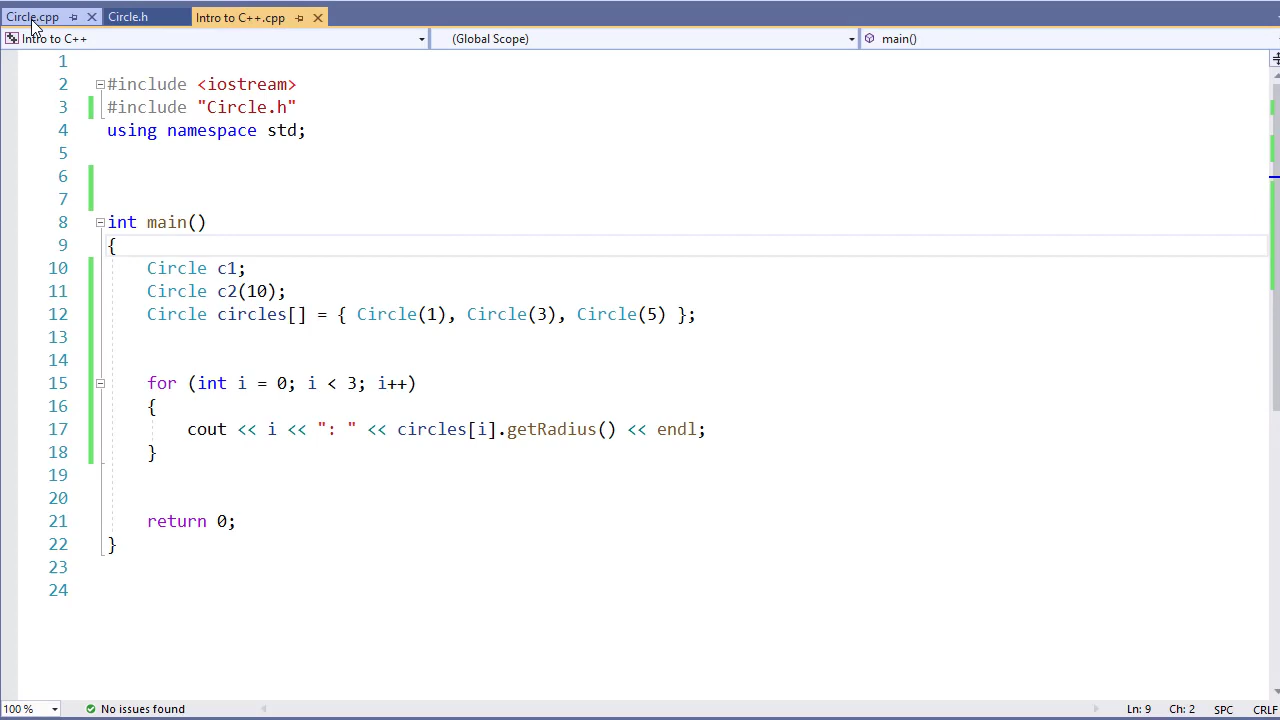 Circle.cpp Circle.h Intro to C++.cpp
Intro to C++ (Global Scope) main()
1
2 #include <iostream>
3 #include "Circle.h"
4 using namespace std;
5
6
7
8 int main()
9 {
10 Circle c1;
11 Circle c2(10);
12 Circle circles[] = { Circle(1), Circle(3), Circle(5) };
13
14
15 for (int i = 0; i < 3; i++)
16 {
17 cout << i << ": " << circles[i].getRadius() << endl;
18 }
19
20
21 return 0;
22 }
23
24
100 % No issues found Ln: 9 Ch: 2 SPC CRLF